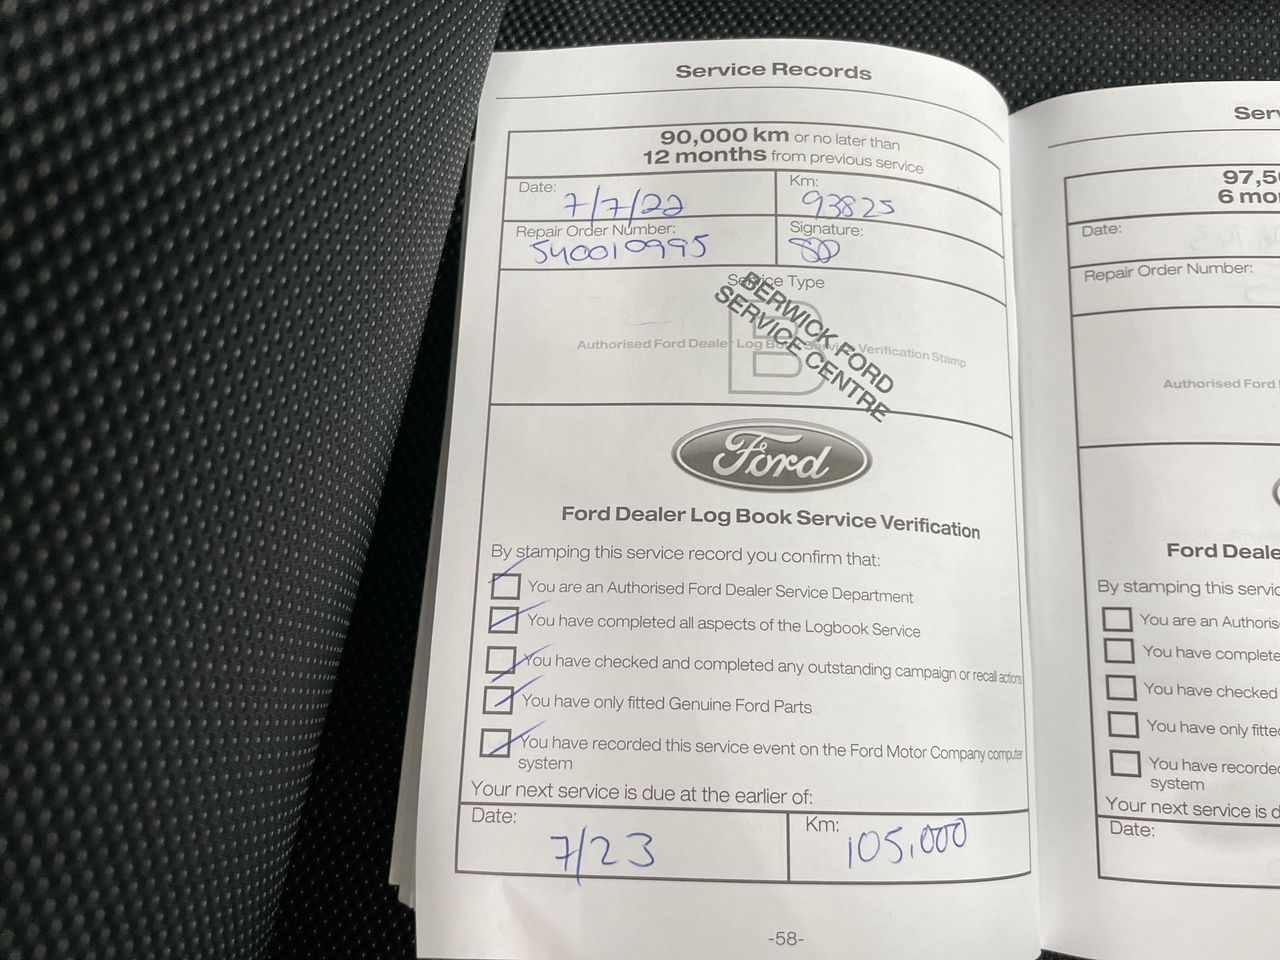 Service Records
90,000 km or no later than
12 months from previous service
Date: 7/7/22
Km: 93825
Repair Order Number: 540010995
Signature:
Service Type
B
Authorised Ford Dealer Log Book Service Verification Stamp
BERWICK FORD
SERVICE CENTRE
Ford
Ford Dealer Log Book Service Verification
By stamping this service record you confirm that:
You are an Authorised Ford Dealer Service Department
You have completed all aspects of the Logbook Service
You have checked and completed any outstanding campaign or recall actions
You have only fitted Genuine Ford Parts
You have recorded this service event on the Ford Motor Company computer
system
Your next service is due at the earlier of:
Date: 7/23
Km: 105,000
-58-
Ser
97,5
6 mo
Date:
Repair Order Number:
Authorised Ford
Ford Deale
By stamping this servic
You are an Authoris
You have complete
You have checked
You have only fitted
You have recorded
system
Your next service is d
Date: